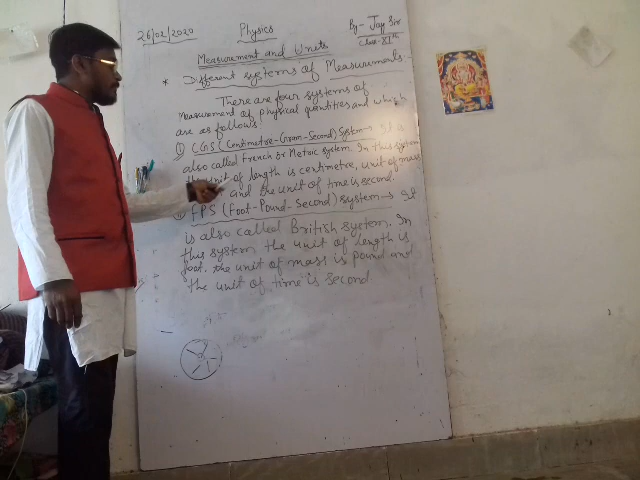 26/02/2020 Physics By- Jay Sir
Class-XIth
Measurement and Units
* Different systems of Measurements:-
There are four systems of
measurement of physical quantities and which
are as follows:
1) CGS (Centimetre-Gram-Second) System → It is
also called French or Metric system. In this system
the unit of length is centimetre, unit of mass
and the unit of time is second.
FPS (Foot-Pound-Second) system → It
is also called British system. In
this system the unit of length is
foot, the unit of mass is pound and
the unit of time is second.